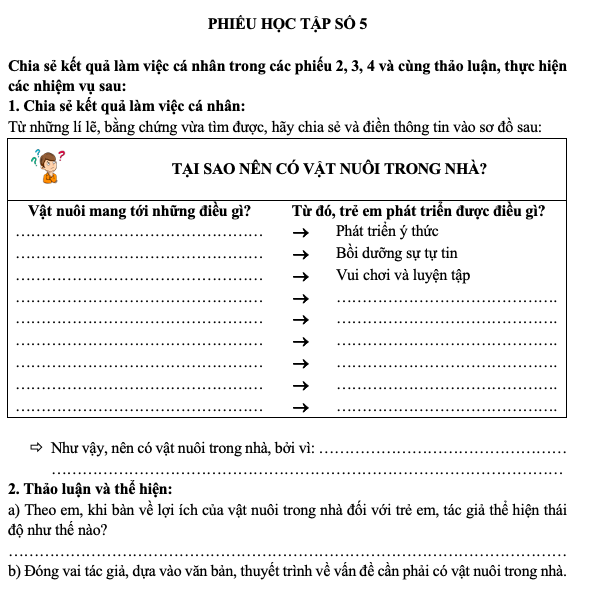 PHIẾU HỌC TẬP SỐ 5
Chia sẻ kết quả làm việc cá nhân trong các phiếu 2, 3, 4 và cùng thảo luận, thực hiện
các nhiệm vụ sau:
1. Chia sẻ kết quả làm việc cá nhân:
Từ những lí lẽ, bằng chứng vừa tìm được, hãy chia sẻ và điền thông tin vào sơ đồ sau:
TẠI SAO NÊN CÓ VẬT NUÔI TRONG NHÀ?
Vật nuôi mang tới những điều gì? Từ đó, trẻ em phát triển được điều gì?
................................................ → Phát triển ý thức
................................................ → Bồi dưỡng sự tự tin
................................................ → Vui chơi và luyện tập
................................................ → ..........................................
................................................ → ..........................................
................................................ → ..........................................
................................................ → ..........................................
................................................ → ..........................................
................................................ → ..........................................
⇨ Như vậy, nên có vật nuôi trong nhà, bởi vì: ................................................
................................................................................................
2. Thảo luận và thể hiện:
a) Theo em, khi bàn về lợi ích của vật nuôi trong nhà đối với trẻ em, tác giả thể hiện thái
độ như thế nào?
................................................................................................
b) Đóng vai tác giả, dựa vào văn bản, thuyết trình về vấn đề cần phải có vật nuôi trong nhà.